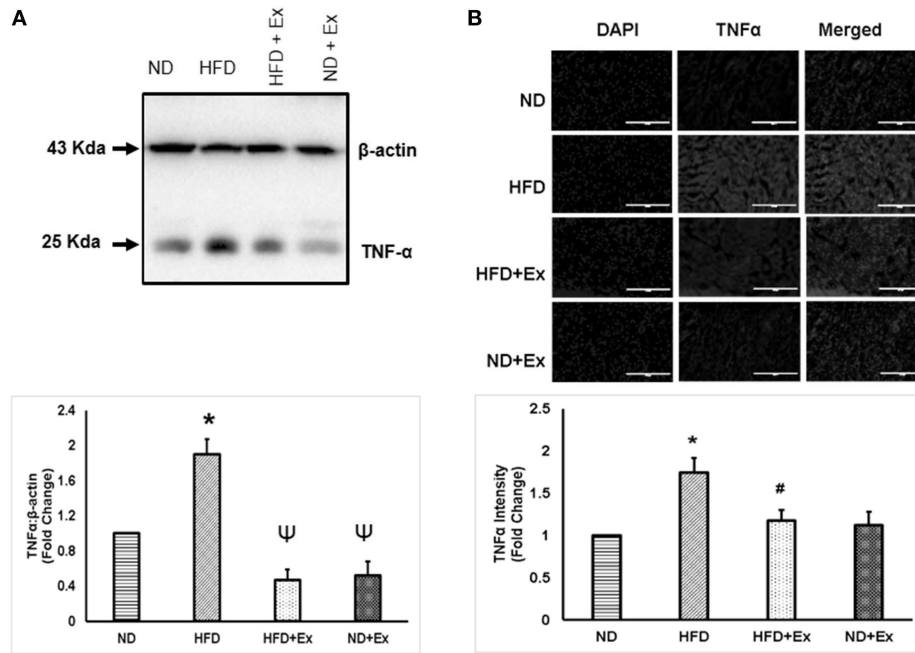 A
ND
HFD
HFD + Ex
ND + Ex
43 Kda
β-actin
25 Kda
TNF-α
2.4
2
1.6
1.2
0.8
0.4
0
TNFα:β-actin
(Fold Change)
*
Ψ
Ψ
ND
HFD
HFD+Ex
ND+Ex
B
DAPI
TNFα
Merged
ND
HFD
HFD+Ex
ND+Ex
2.5
2
1.5
1
0.5
0
TNFα Intensity
(Fold Change)
*
#
ND
HFD
HFD+Ex
ND+Ex